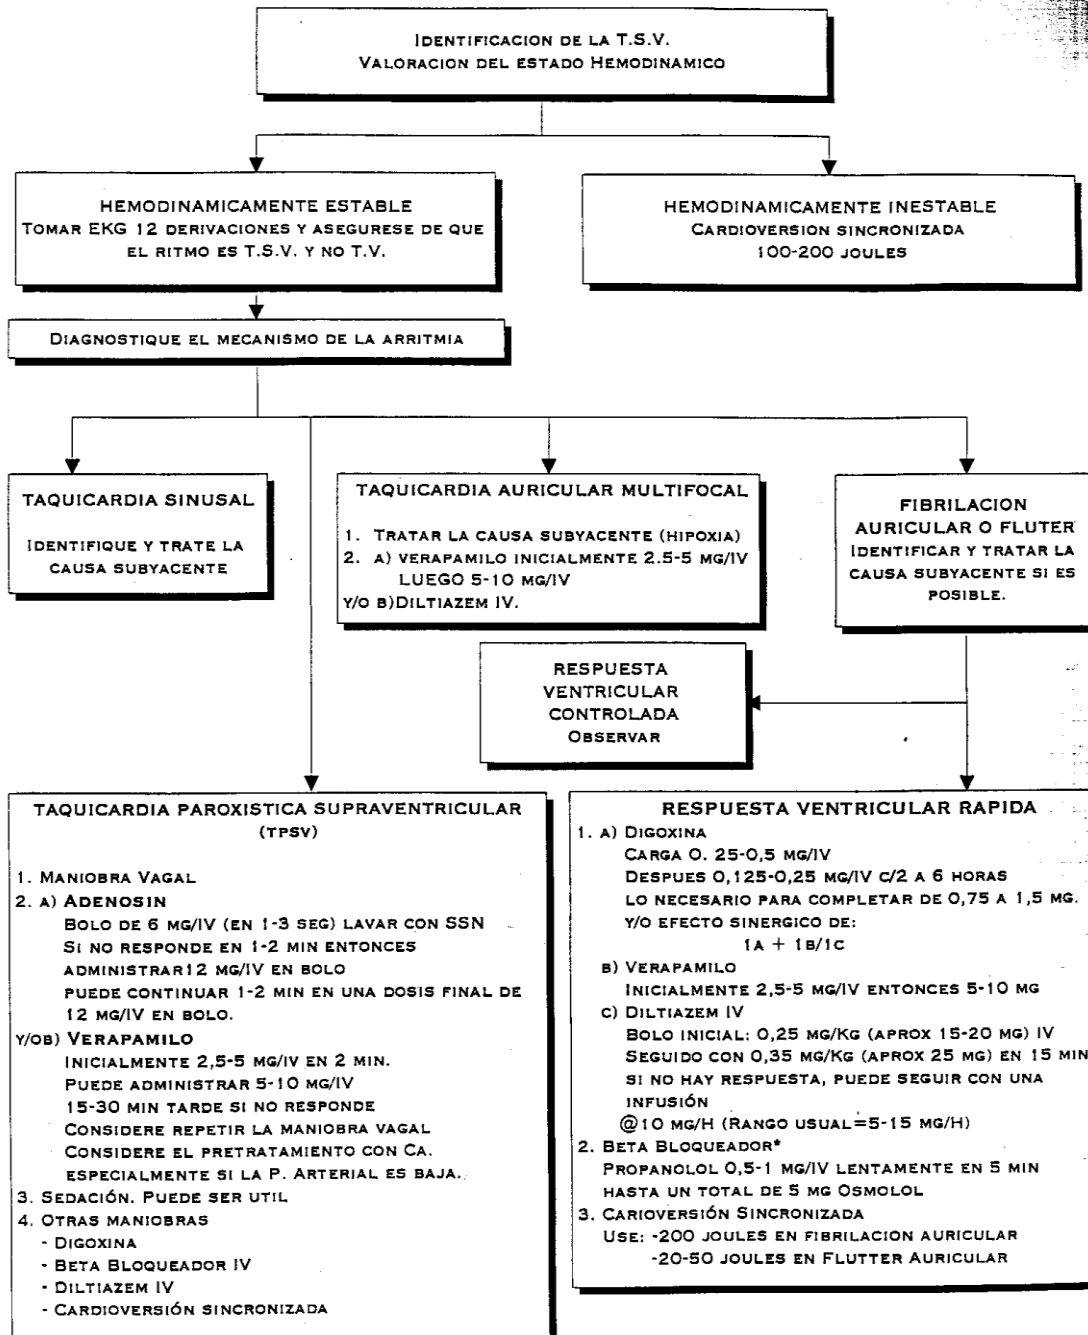 IDENTIFICACION DE LA T.S.V.
VALORACION DEL ESTADO HEMODINAMICO
HEMODINAMICAMENTE ESTABLE
TOMAR EKG 12 DERIVACIONES Y ASEGURESE DE QUE
EL RITMO ES T.S.V. Y NO T.V.
HEMODINAMICAMENTE INESTABLE
CARDIOVERSION SINCRONIZADA
100-200 JOULES
DIAGNOSTIQUE EL MECANISMO DE LA ARRITMIA
TAQUICARDIA SINUSAL
IDENTIFIQUE Y TRATE LA
CAUSA SUBYACENTE
TAQUICARDIA AURICULAR MULTIFOCAL
1. TRATAR LA CAUSA SUBYACENTE (HIPOXIA)
2. A) VERAPAMILO INICIALMENTE 2.5-5 MG/IV
LUEGO 5-10 MG/IV
Y/O B)DILTIAZEM IV.
FIBRILACION
AURICULAR O FLUTER
IDENTIFICAR Y TRATAR LA
CAUSA SUBYACENTE SI ES
POSIBLE.
RESPUESTA
VENTRICULAR
CONTROLADA
OBSERVAR
TAQUICARDIA PAROXISTICA SUPRAVENTRICULAR
(TPSV)
1. MANIOBRA VAGAL
2. A) ADENOSIN
BOLO DE 6 MG/IV (EN 1-3 SEG) LAVAR CON SSN
SI NO RESPONDE EN 1-2 MIN ENTONCES
ADMINISTRAR12 MG/IV EN BOLO
PUEDE CONTINUAR 1-2 MIN EN UNA DOSIS FINAL DE
12 MG/IV EN BOLO.
Y/OB) VERAPAMILO
INICIALMENTE 2,5-5 MG/IV EN 2 MIN.
PUEDE ADMINISTRAR 5-10 MG/IV
15-30 MIN TARDE SI NO RESPONDE
CONSIDERE REPETIR LA MANIOBRA VAGAL
CONSIDERE EL PRETRATAMIENTO CON CA.
ESPECIALMENTE SI LA P. ARTERIAL ES BAJA.
3. SEDACIÓN. PUEDE SER UTIL
4. OTRAS MANIOBRAS
- DIGOXINA
- BETA BLOQUEADOR IV
- DILTIAZEM IV
- CARDIOVERSIÓN SINCRONIZADA
RESPUESTA VENTRICULAR RAPIDA
1. A) DIGOXINA
CARGA O. 25-0,5 MG/IV
DESPUES 0,125-0,25 MG/IV C/2 A 6 HORAS
LO NECESARIO PARA COMPLETAR DE 0,75 A 1,5 MG.
Y/O EFECTO SINERGICO DE:
1A + 1B/1C
B) VERAPAMILO
INICIALMENTE 2,5-5 MG/IV ENTONCES 5-10 MG
C) DILTIAZEM IV
BOLO INICIAL: 0,25 MG/KG (APROX 15-20 MG) IV
SEGUIDO CON 0,35 MG/KG (APROX 25 MG) EN 15 MIN
SI NO HAY RESPUESTA, PUEDE SEGUIR CON UNA
INFUSIÓN
@10 MG/H (RANGO USUAL=5-15 MG/H)
2. BETA BLOQUEADOR*
PROPANOLOL 0,5-1 MG/IV LENTAMENTE EN 5 MIN
HASTA UN TOTAL DE 5 MG OSMOLOL
3. CARIOVERSIÓN SINCRONIZADA
USE: -200 JOULES EN FIBRILACION AURICULAR
-20-50 JOULES EN FLUTTER AURICULAR